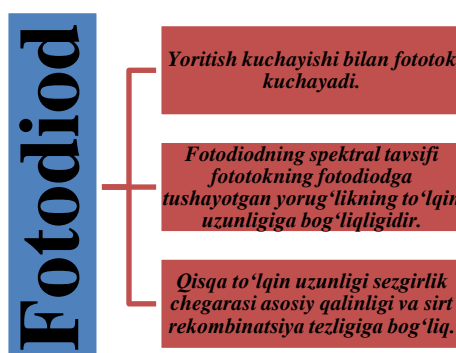 Fotodiod
Yoritish kuchayishi bilan fototok
kuchayadi.
Fotodiodning spektral tavsifi
fototokning fotodiodga
tushayotgan yorug‘likning to‘lqin
uzunligiga bog‘liqligidir.
Qisqa to‘lqin uzunligi sezgirlik
chegarasi asosiy qalinligi va sirt
rekombinatsiya tezligiga bog‘liq.